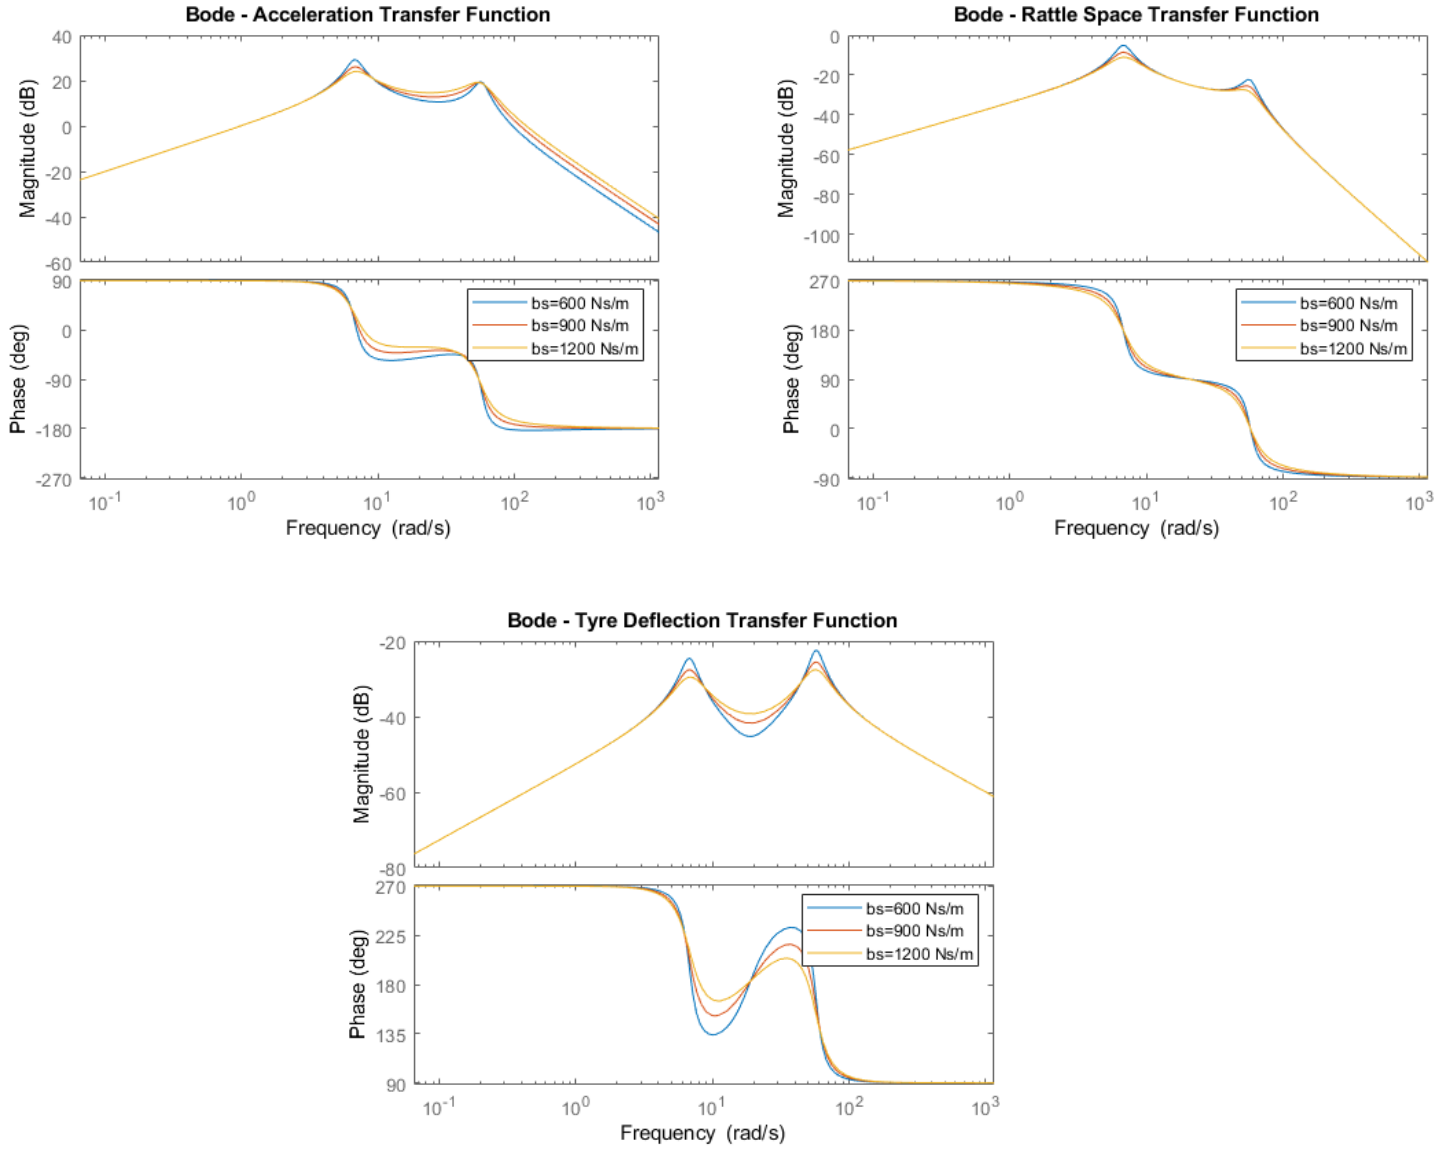 Bode - Acceleration Transfer Function
Magnitude (dB)
40
20
0
-20
-40
-60
Phase (deg)
90
0
-90
-180
-270
bs=600 Ns/m
bs=900 Ns/m
bs=1200 Ns/m
10^-1 10^0 10^1 10^2 10^3
Frequency (rad/s)
Bode - Rattle Space Transfer Function
Magnitude (dB)
0
-20
-40
-60
-80
-100
Phase (deg)
270
180
90
0
-90
bs=600 Ns/m
bs=900 Ns/m
bs=1200 Ns/m
10^-1 10^0 10^1 10^2 10^3
Frequency (rad/s)
Bode - Tyre Deflection Transfer Function
Magnitude (dB)
-20
-40
-60
-80
Phase (deg)
270
225
180
135
90
bs=600 Ns/m
bs=900 Ns/m
bs=1200 Ns/m
10^-1 10^0 10^1 10^2 10^3
Frequency (rad/s)